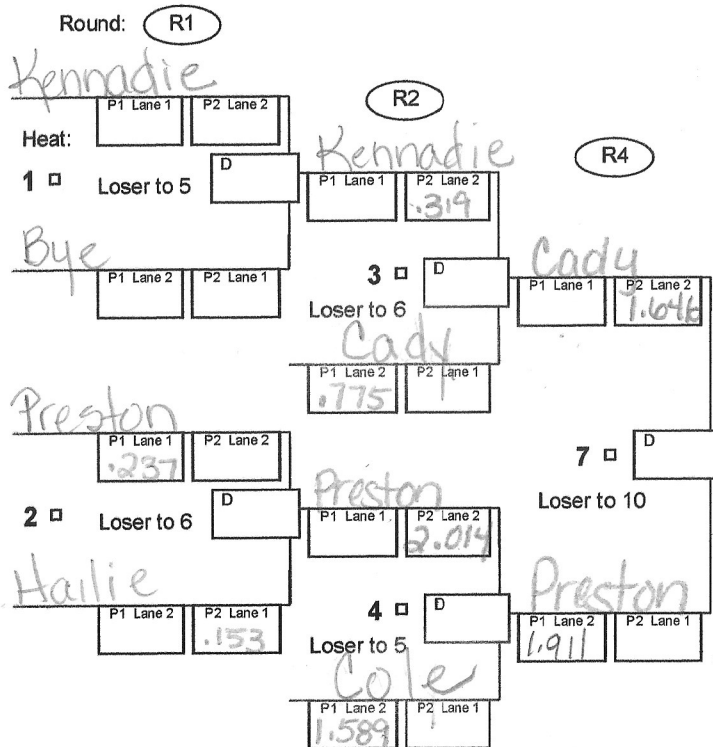 Round: R1
Kennadie
P1 Lane 1 P2 Lane 2
R2
Heat:
Kennadie
R4
D
1 Loser to 5
P1 Lane 1 P2 Lane 2
.319
Bye
P1 Lane 2 P2 Lane 1
3 D
Cady
P1 Lane 1 P2 Lane 2
1.646
Loser to 6
Cady
P1 Lane 2 P2 Lane 1
.775
Preston
P1 Lane 1 P2 Lane 2
.237
7 D
Preston
D
2 Loser to 6
P1 Lane 1 P2 Lane 2
2.014
Loser to 10
Hailie
P1 Lane 2 P2 Lane 1
.153
4 D
Preston
P1 Lane 2 P2 Lane 1
1.911
Loser to 5
Cole
P1 Lane 2 P2 Lane 1
1.589